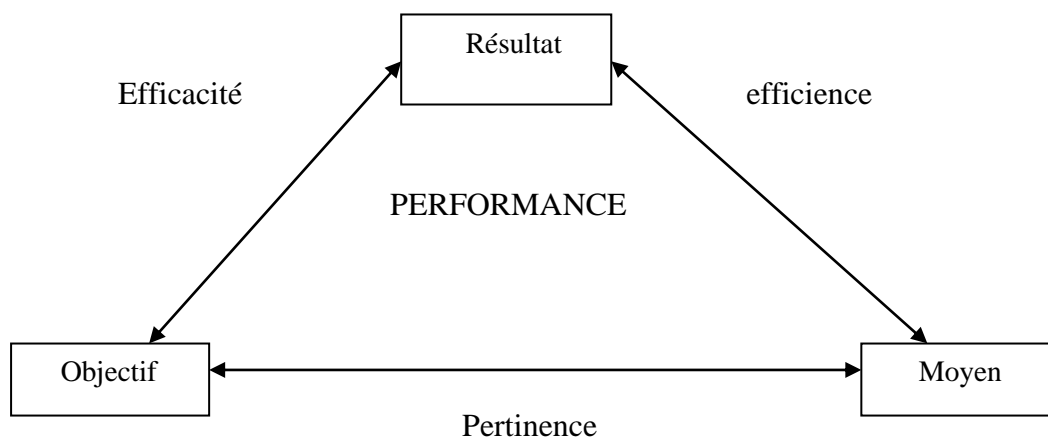 Résultat
Efficacité
efficience
PERFORMANCE
Objectif
Moyen
Pertinence